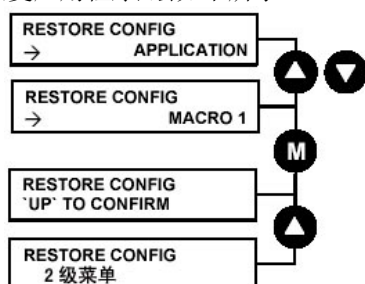 RESTORE CONFIG
→ APPLICATION
RESTORE CONFIG
→ MACRO 1
M
RESTORE CONFIG
`UP` TO CONFIRM
RESTORE CONFIG
2 级菜单